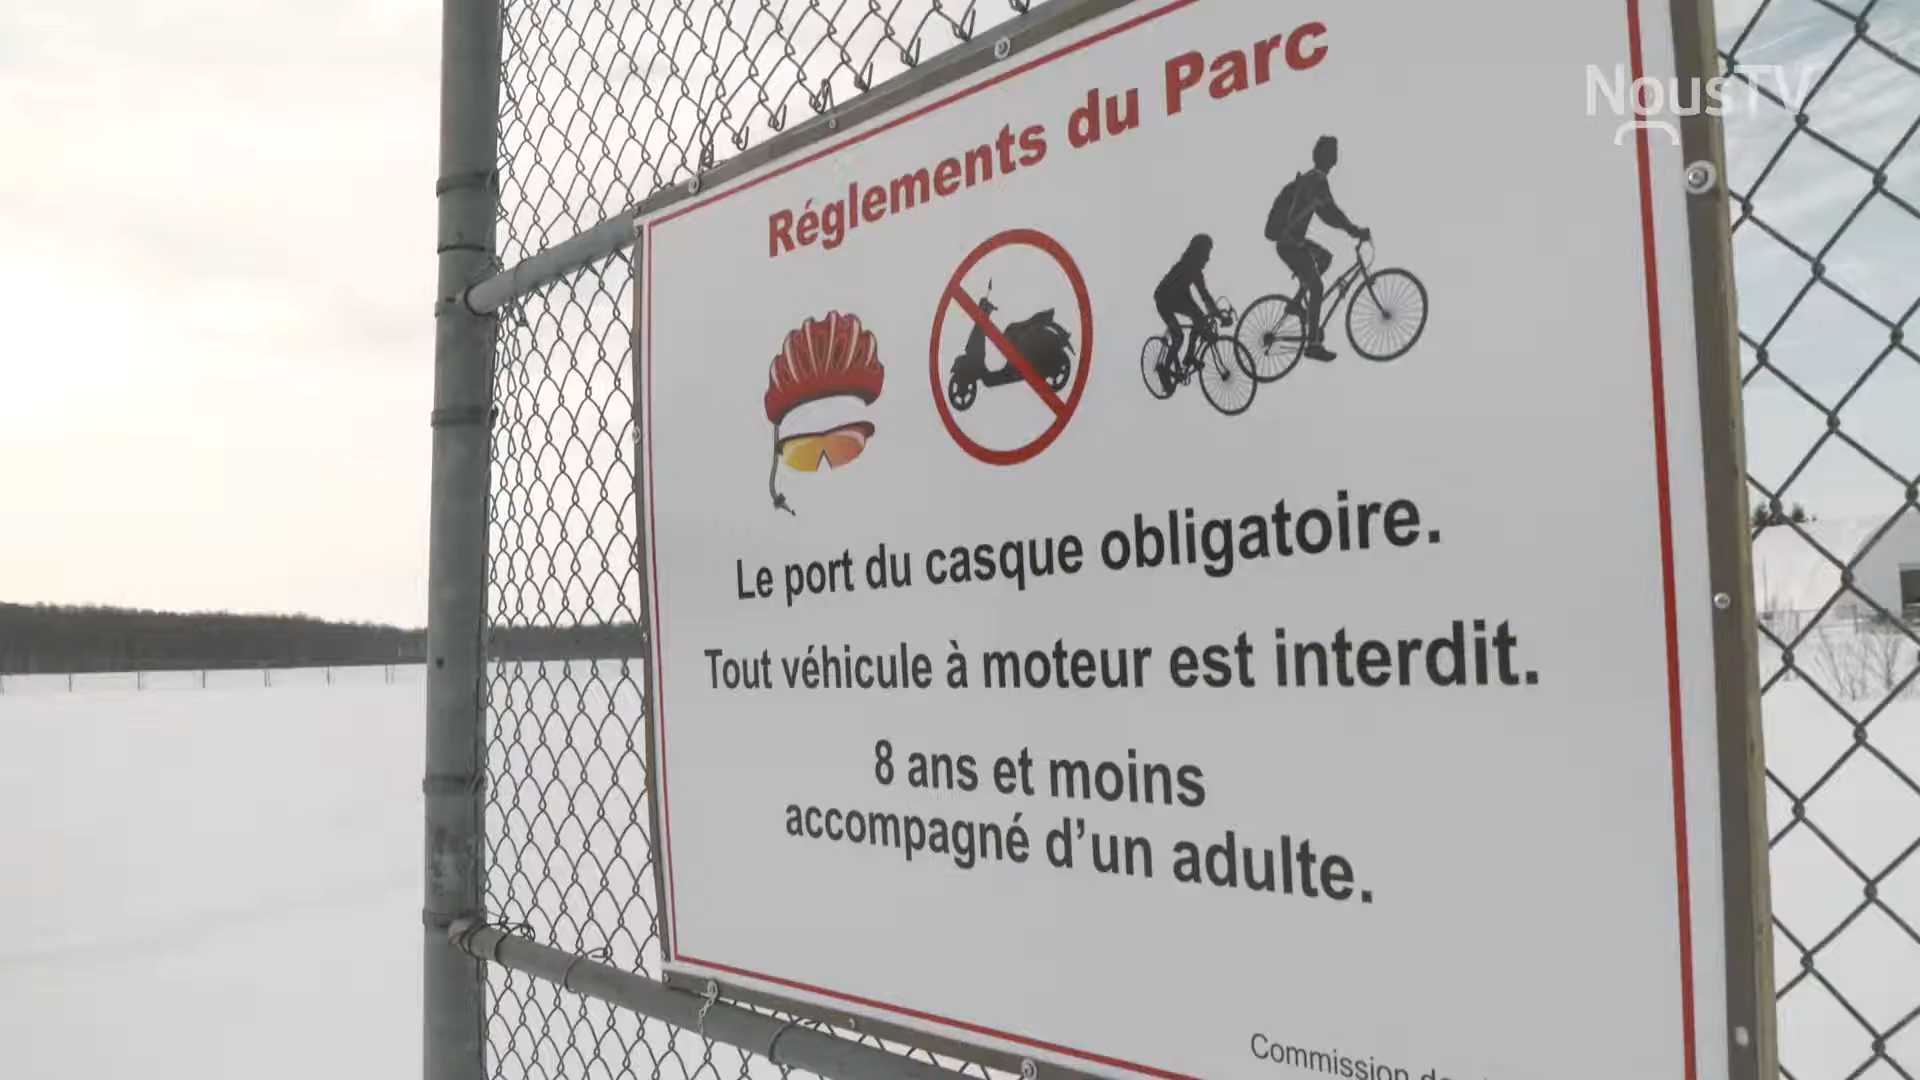 NousTV
Réglements du Parc
Le port du casque obligatoire.
Tout véhicule à moteur est interdit.
8 ans et moins
accompagné d'un adulte.
Commission